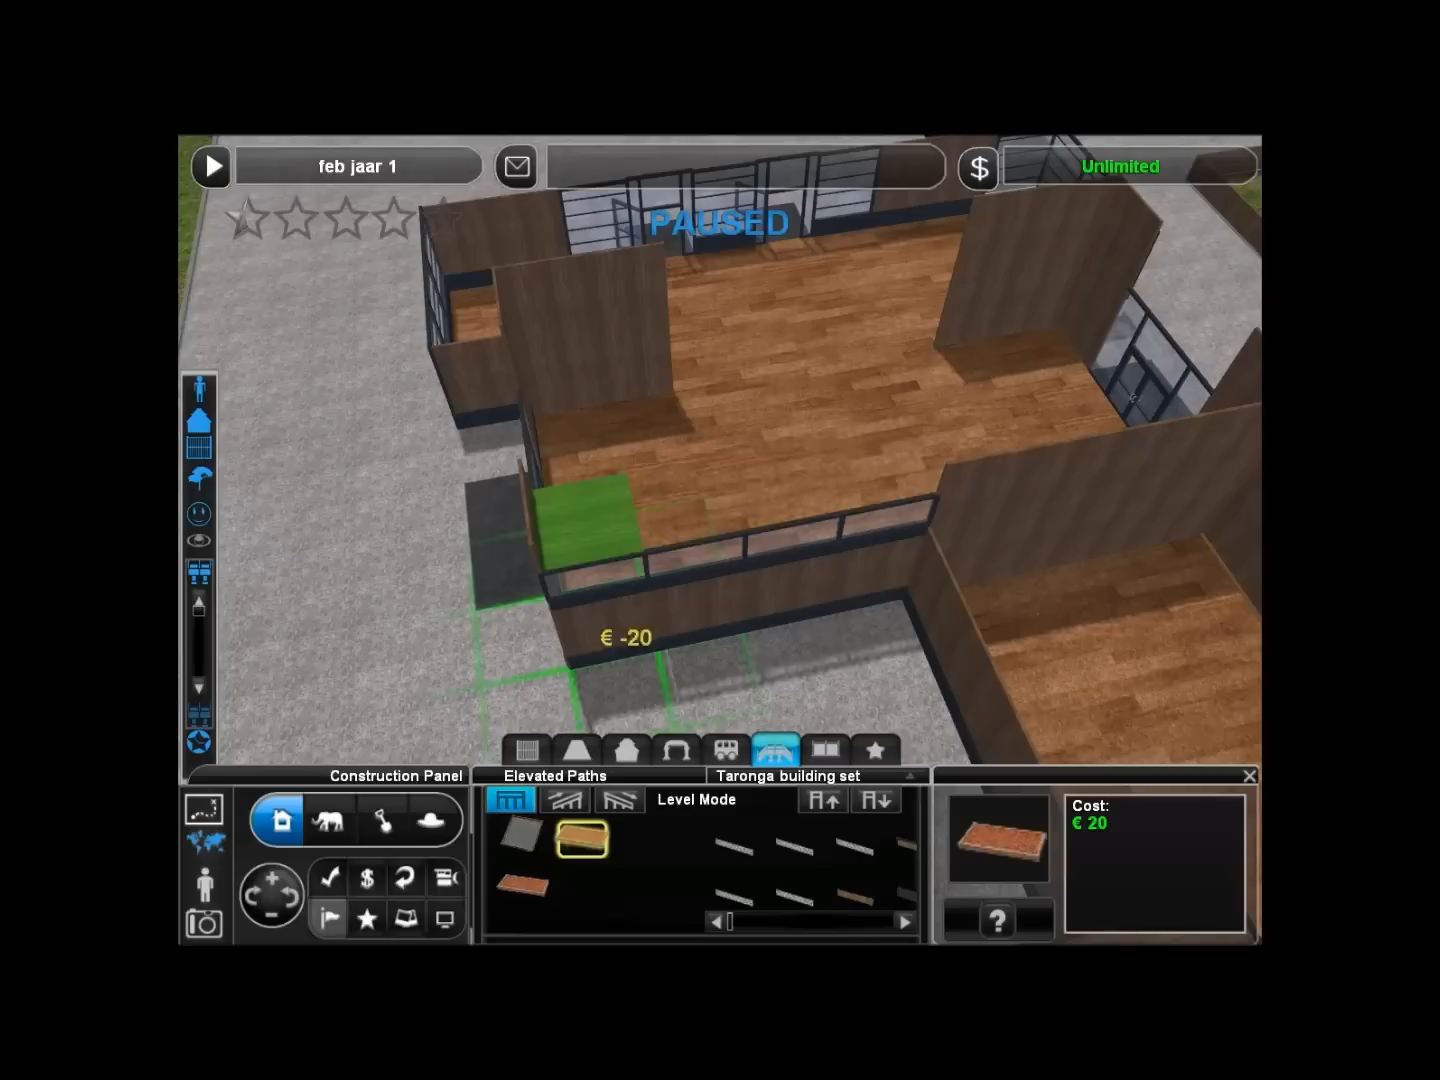 feb jaar 1
$
Unlimited
PAUSED
€ -20
Construction Panel
Elevated Paths
Taronga building set
Level Mode
Cost:
€ 20
$
?